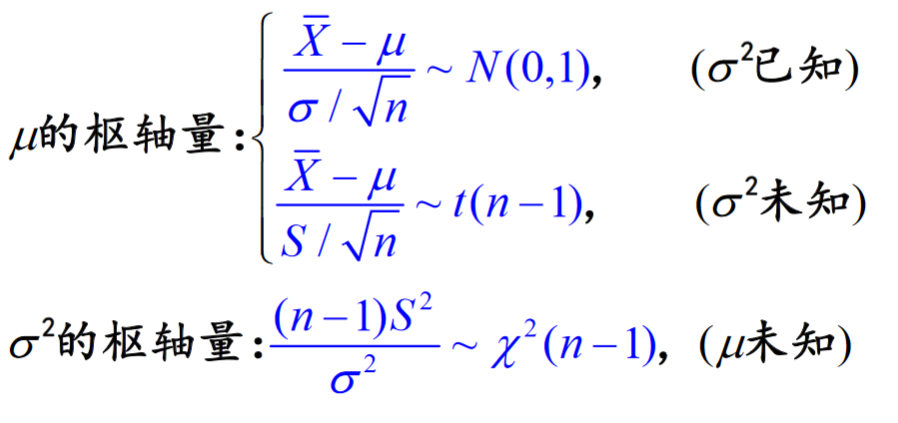 μ的枢轴量:{ (X̄ − μ)/(σ/√n) ~ N(0,1), (σ²已知)
(X̄ − μ)/(S/√n) ~ t(n−1), (σ²未知)
σ²的枢轴量: (n−1)S²/σ² ~ χ²(n−1), (μ未知)